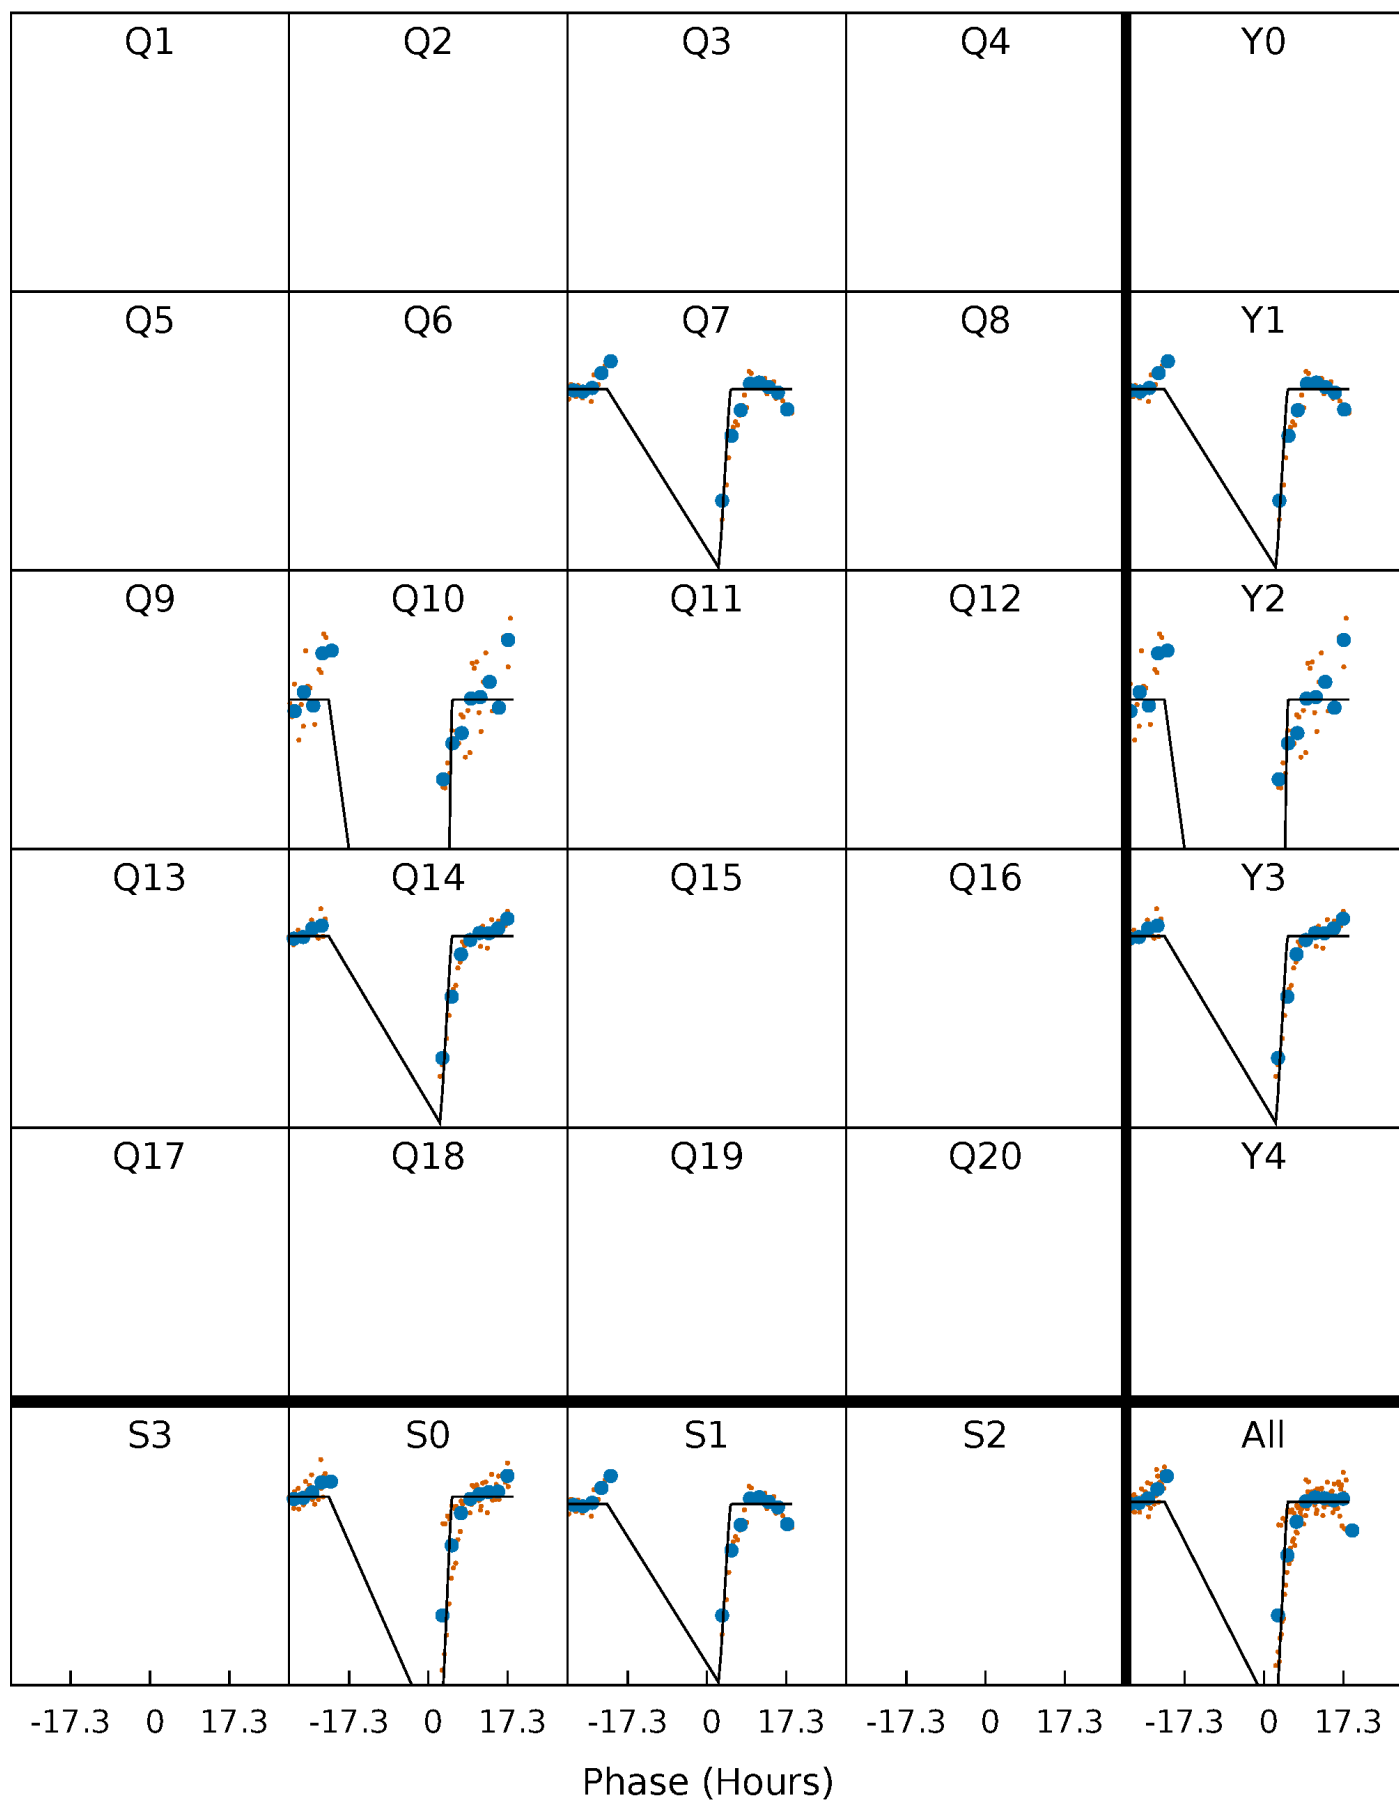 Q1 Q2 Q3 Q4 Y0
Q5 Q6 Q7 Q8 Y1
Q9 Q10 Q11 Q12 Y2
Q13 Q14 Q15 Q16 Y3
Q17 Q18 Q19 Q20 Y4
S3 S0 S1 S2 All
-17.3 0 17.3 -17.3 0 17.3 -17.3 0 17.3 -17.3 0 17.3 -17.3 0 17.3
Phase (Hours)